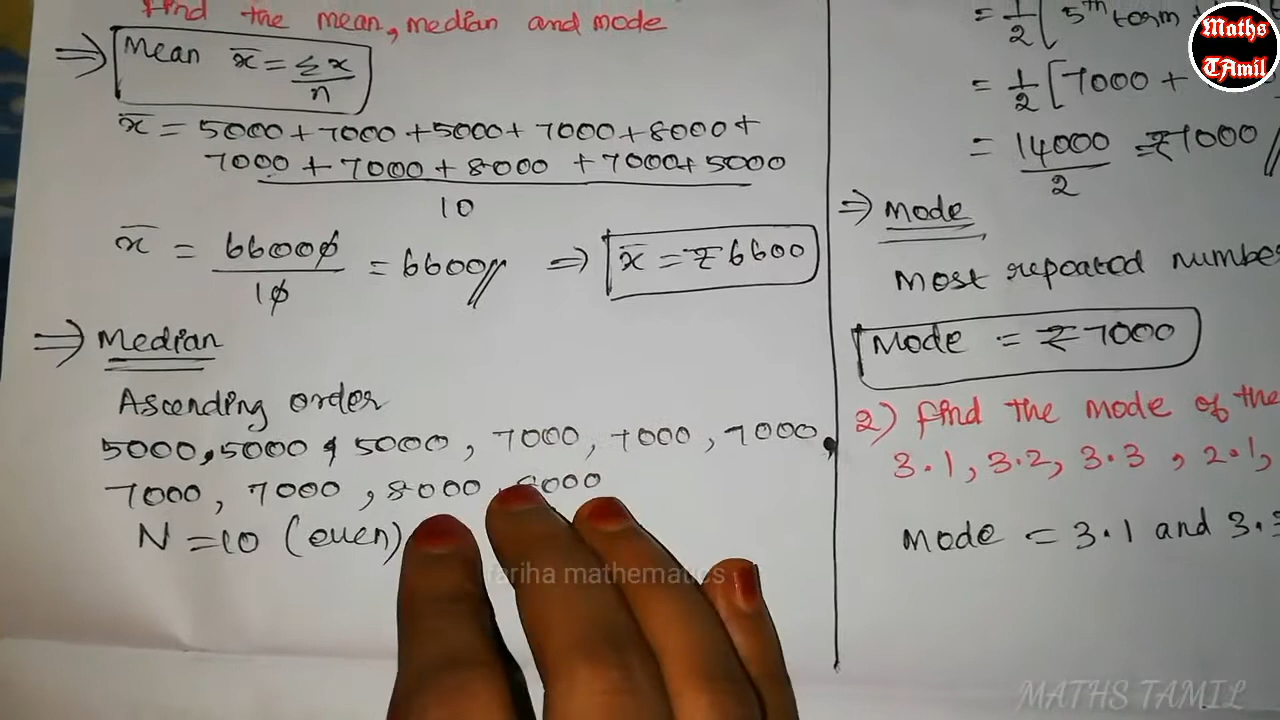 Find the mean, median and mode
⇒ Mean x̄ = Σx/n
x̄ = 5000+7000+5000+7000+8000+
7000+7000+8000+7000+5000
10
x̄ = 66000/10 = 6600// ⇒ x̄ = ₹6600
⇒ Median
Ascending order
5000, 5000, 5000, 7000, 7000, 7000,
7000, 7000, 8000, 8000
N = 10 (even)
= 1/2 [ 5th term +
= 1/2 [7000 +
= 14000/2 = ₹7000//
⇒ mode
Most repeated number
Mode = ₹7000
2) Find the mode of the
3.1, 3.2, 3.3, 2.1,
mode = 3.1 and 3.3
Maths
TAmil
fariha mathematics
MATHS TAMIL